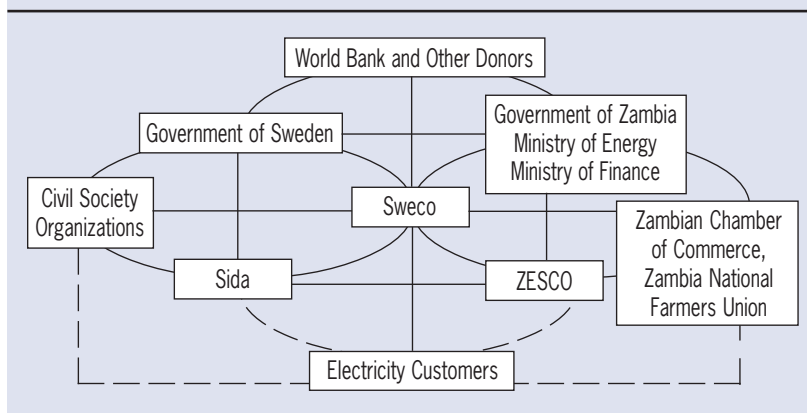 World Bank and Other Donors
Government of Sweden
Government of Zambia
Ministry of Energy
Ministry of Finance
Civil Society
Organizations
Sweco
Zambian Chamber
of Commerce,
Zambia National
Farmers Union
Sida
ZESCO
Electricity Customers